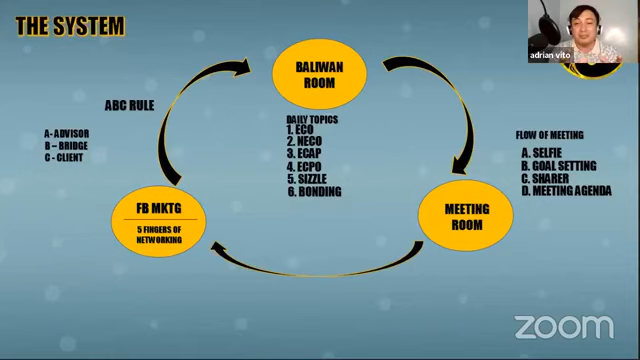 THE SYSTEM
adrian vito
BALIWAN
ROOM
ABC RULE
A- ADVISOR
B – BRIDGE
C - CLIENT
DAILY TOPICS
1. ECO
2. NECO
3. ECAP
4. ECPO
5. SIZZLE
6. BONDING
FLOW OF MEETING
A. SELFIE
B. GOAL SETTING
C. SHARER
D. MEETING AGENDA
FB MKTG
5 FINGERS OF
NETWORKING
MEETING
ROOM
zoom